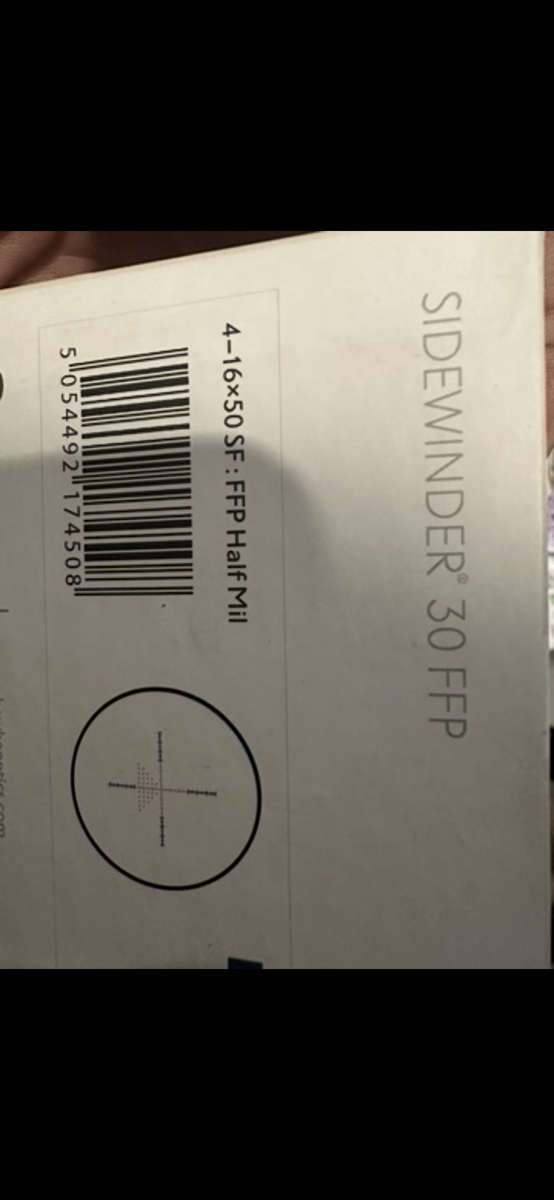 SIDEWINDER® 30 FFP
4–16×50 SF : FFP Half Mil
5 054492 174508